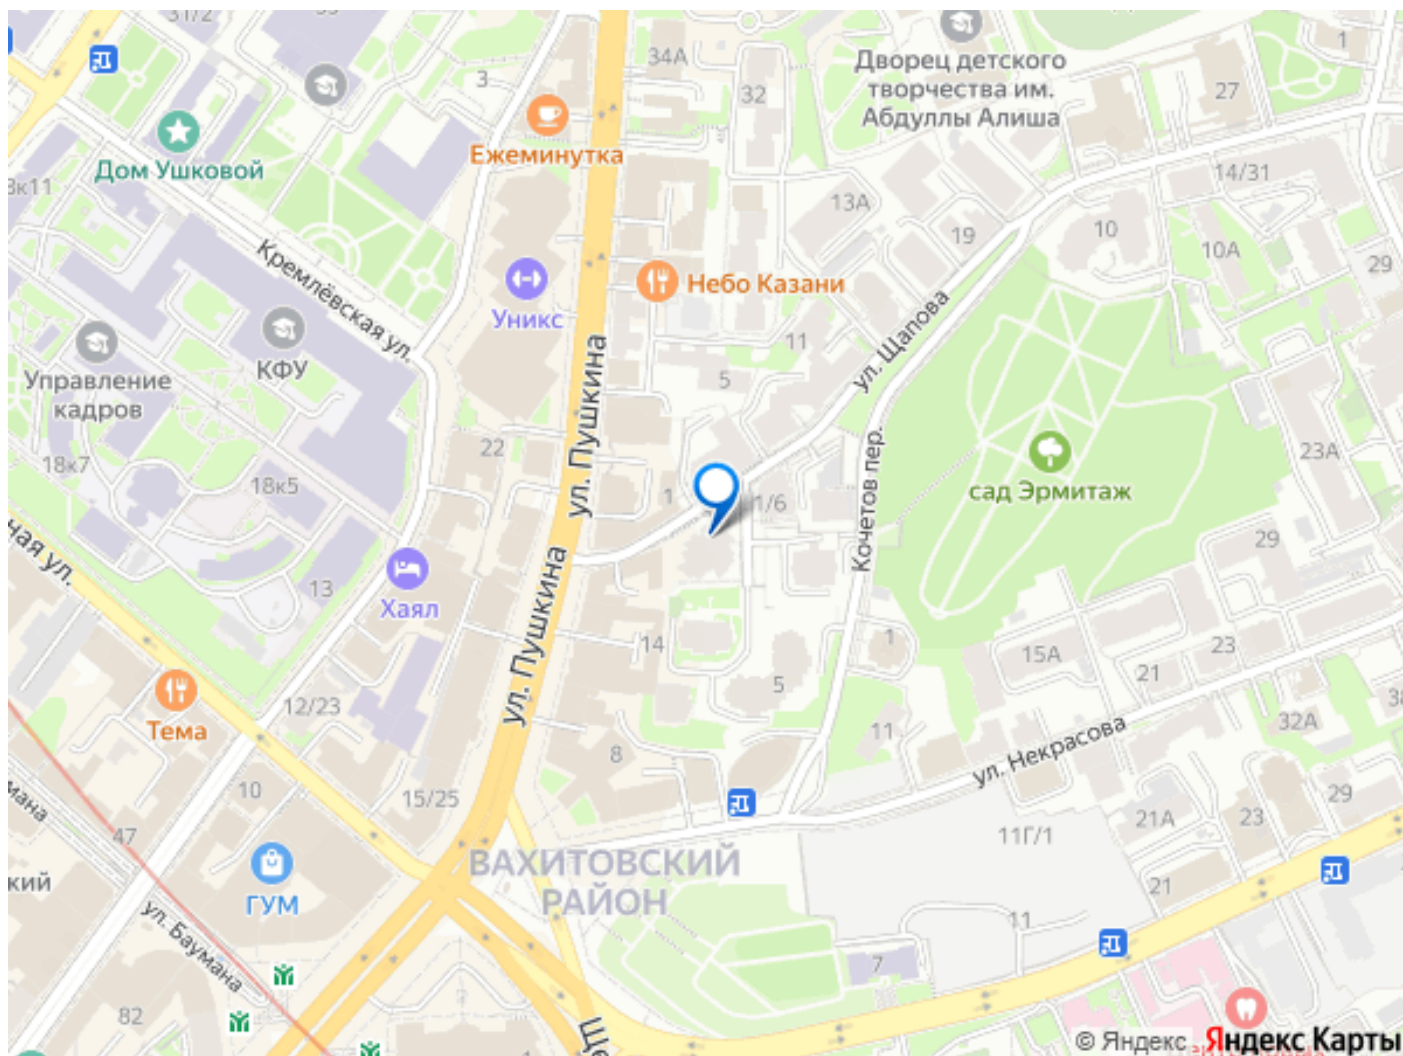 31/2
34А
3
32
Дворец детского
творчества им.
Абдуллы Алиша
1
27
Ежеминутка
Дом Ушковой
3к11
14/31
13А
19
10
10А
29
Кремлёвская ул.
Небо Казани
Уникс
КФУ
Управление
кадров
11
5
ул. Щапова
ул. Пушкина
22
18к7
18к5
1
1/6
Кочетов пер.
сад Эрмитаж
23А
29
ная ул.
13
Хаял
ул. Пушкина
14
1
15А
23
21
5
12/23
Тема
8
11
ул. Некрасова
32А
10
15/25
мана
47
29
21А
23
11Г/1
ВАХИТОВСКИЙ
РАЙОН
кий
ГУМ
21
11
ул. Баумана
7
82
© Яндекс
Яндекс Карты